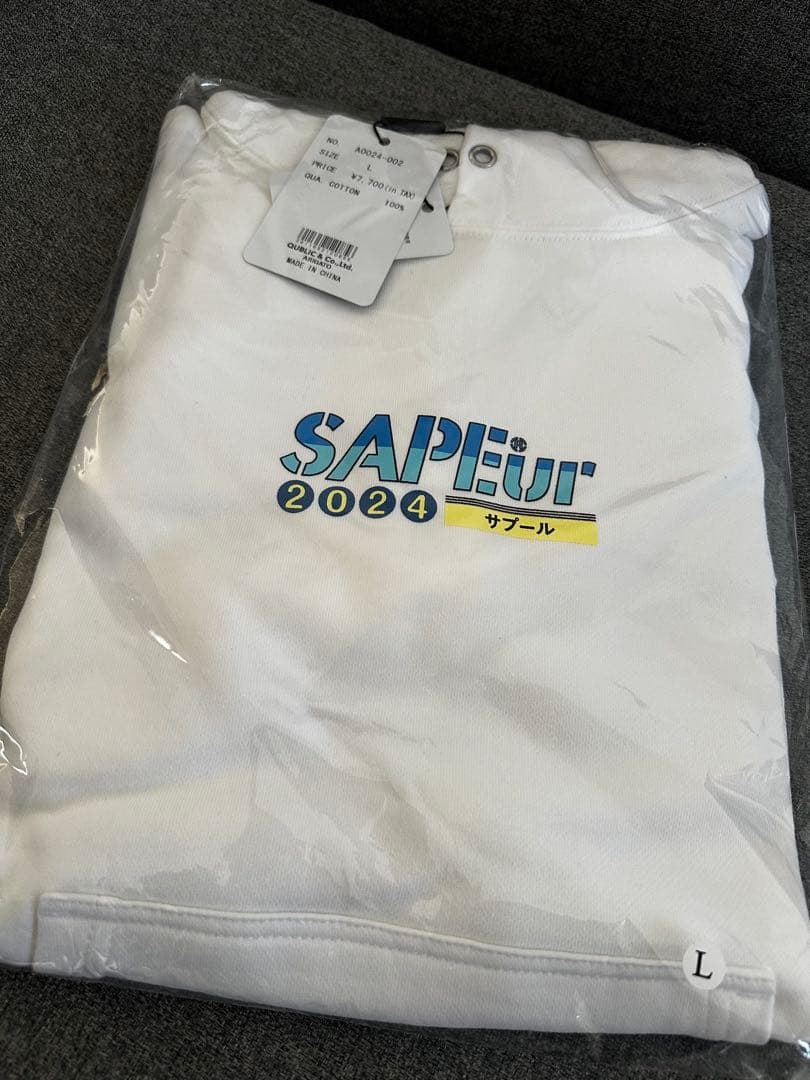 NO. A0024-002
SIZE L
PRICE ¥7,700(in TAX)
QUA. COTTON 100%
QUBLIC & Co.,Ltd.
ARIGATO
MADE IN CHINA
SAPEur
2024
サプール
L